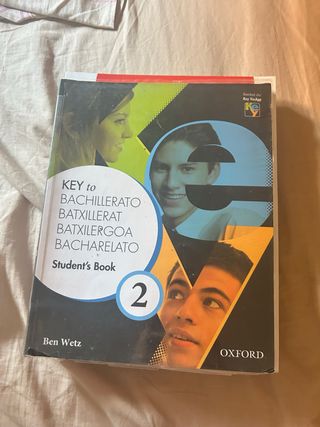 Key to
BACHILLERATO
BATXILLERAT
BATXILERGOA
BACHARELATO
Student's Book
2
Ben Wetz
OXFORD